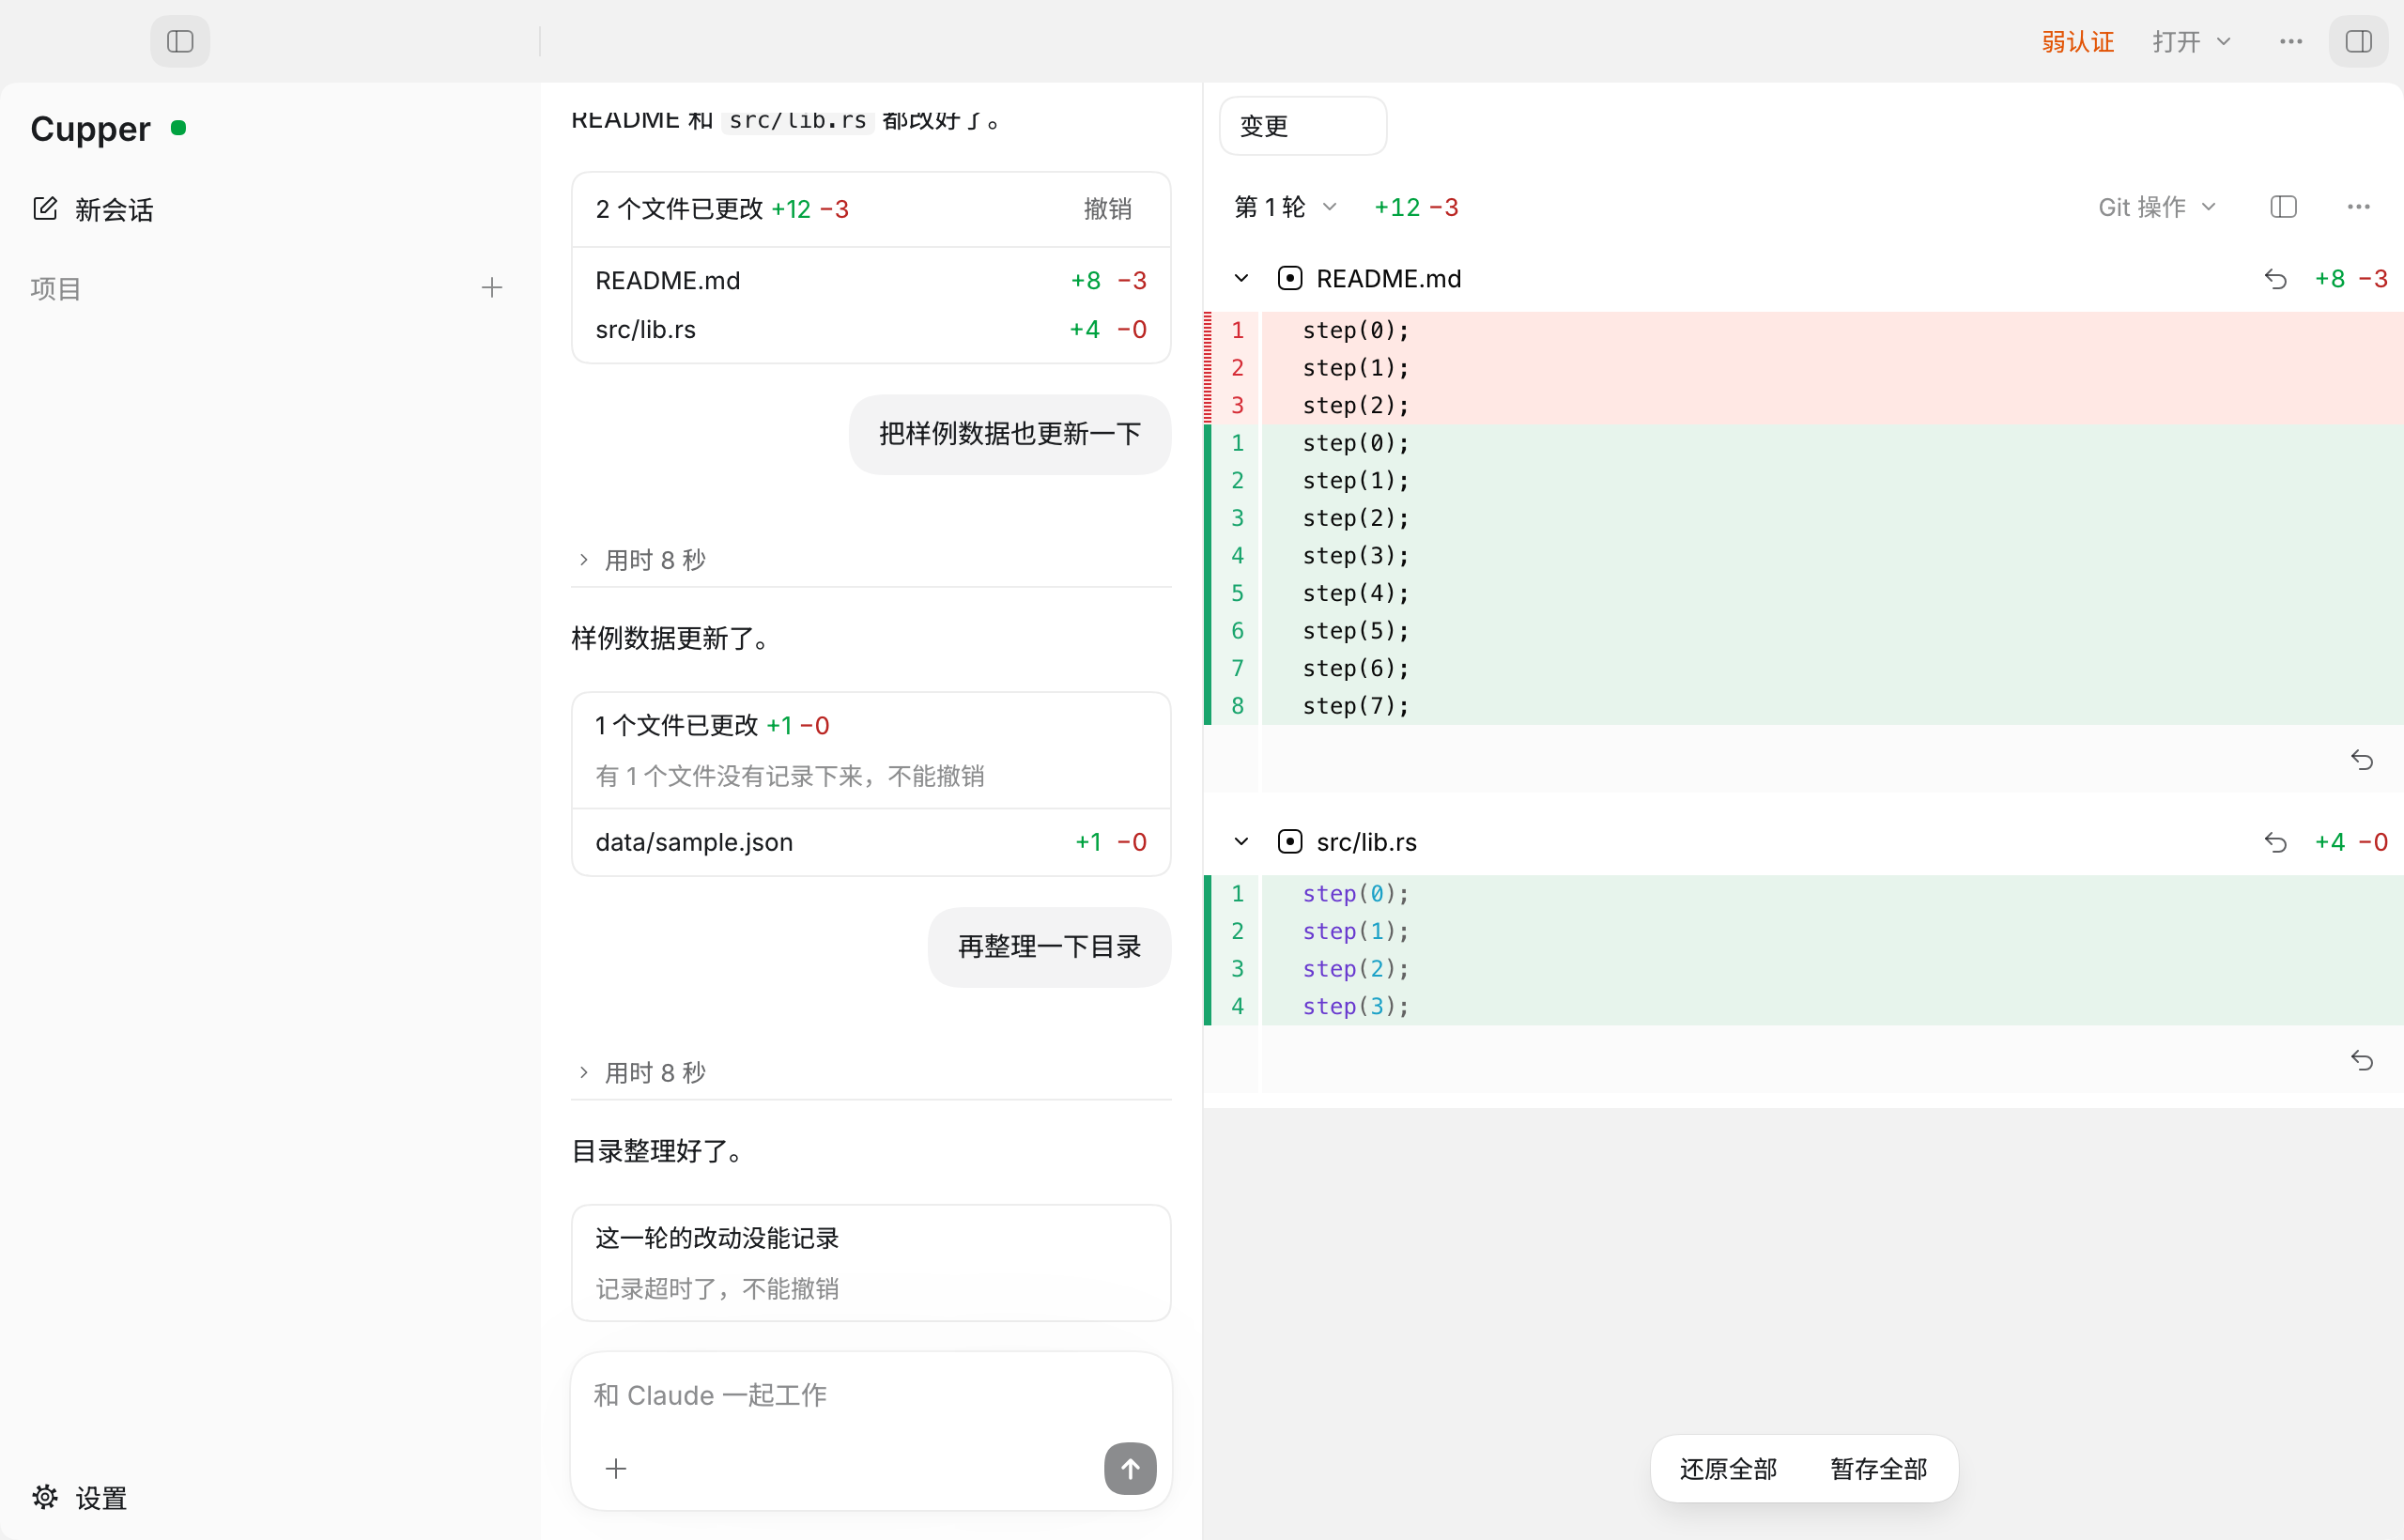 弱认证
打开
Cupper
新会话
项目
设置
README 和 src/lib.rs 都改好了。
2 个文件已更改 +12 −3
撤销
README.md +8 −3
src/lib.rs +4 −0
把样例数据也更新一下
用时 8 秒
样例数据更新了。
1 个文件已更改 +1 −0
有 1 个文件没有记录下来，不能撤销
data/sample.json +1 −0
再整理一下目录
用时 8 秒
目录整理好了。
这一轮的改动没能记录
记录超时了，不能撤销
和 Claude 一起工作
变更
第 1 轮 +12 −3
Git 操作
README.md +8 −3
1 step(0);
2 step(1);
3 step(2);
1 step(0);
2 step(1);
3 step(2);
4 step(3);
5 step(4);
6 step(5);
7 step(6);
8 step(7);
src/lib.rs +4 −0
1 step(0);
2 step(1);
3 step(2);
4 step(3);
还原全部
暂存全部